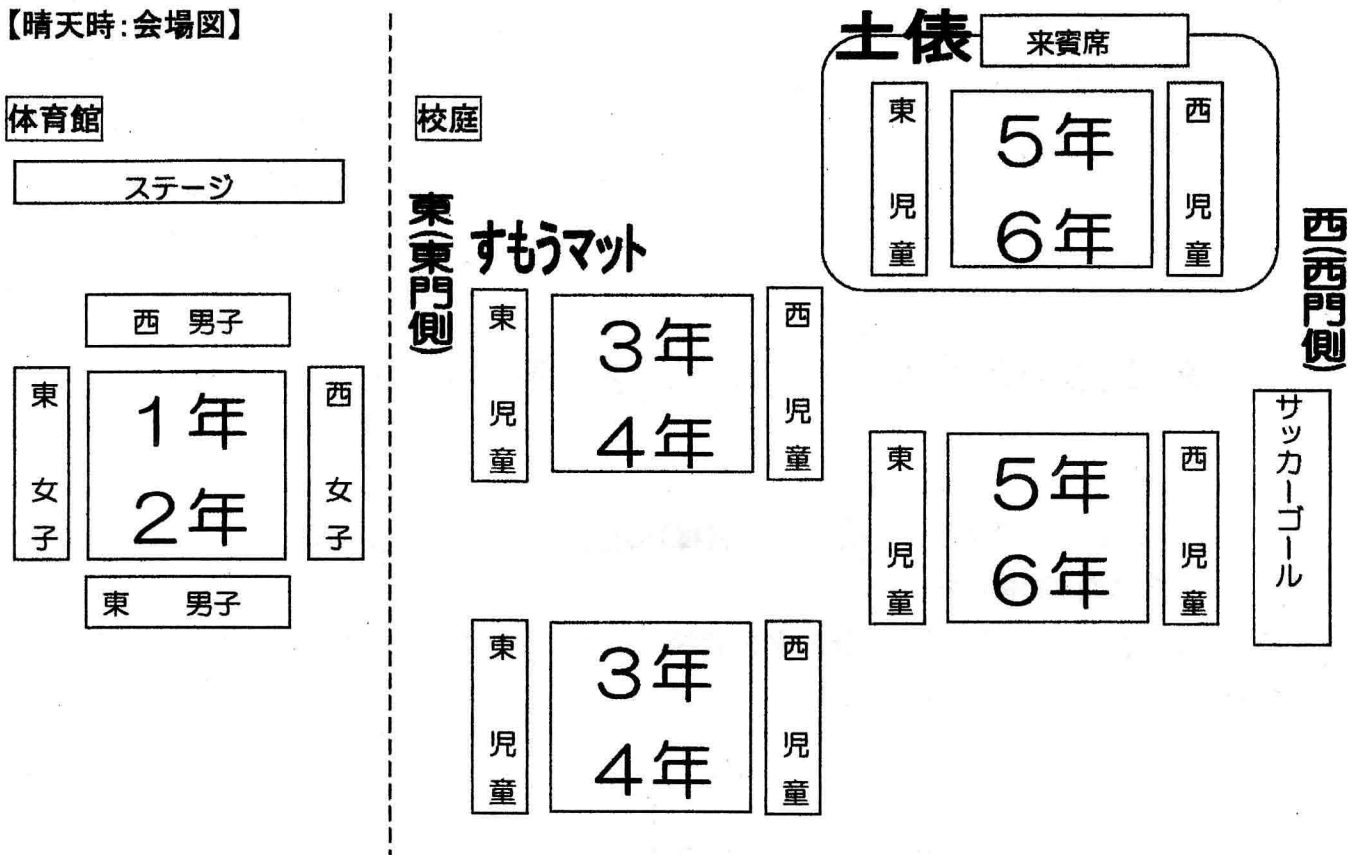 【晴天時:会場図】
体育館
ステージ
西 男子
東 女子
1年
2年
西 女子
東 男子
校庭
東(東門側)
すもうマット
東 児童
3年
4年
西 児童
東 児童
3年
4年
西 児童
土俵
来賓席
東 児童
5年
6年
西 児童
東 児童
5年
6年
西 児童
西(西門側)
サッカーゴール